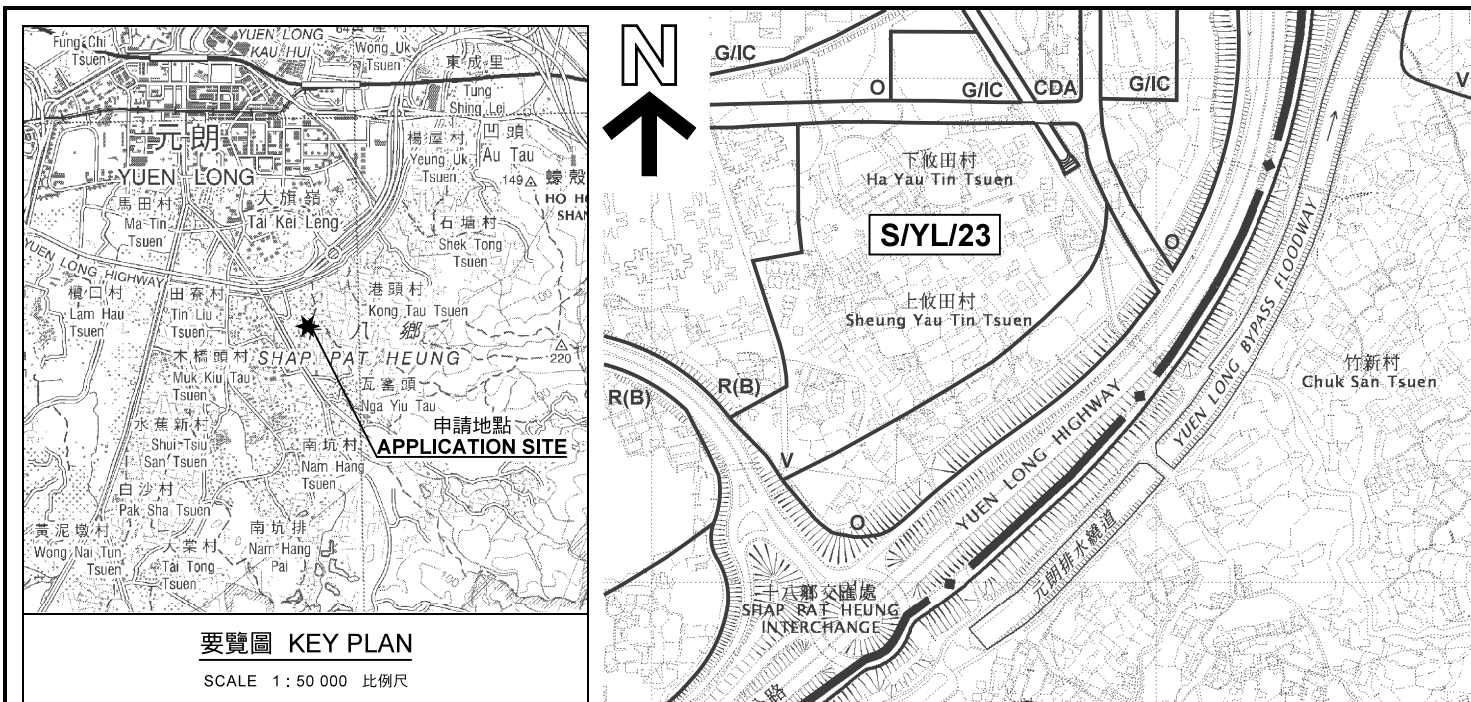 Fung Chi
Tsuen
YUEN LONG
KAU HUI
Wong Uk
Tsuen
東成里
Tung
Shing Lei
元朗
YUEN LONG
楊屋村
Yeung Uk
Tsuen
凹頭
Au Tau
149
蠔殼
HO HO
SHAN
馬田村
Ma Tin
Tsuen
大旗嶺
Tai Kei Leng
石塘村
Shek Tong
Tsuen
YUEN LONG HIGHWAY
欖口村
Lam Hau
Tsuen
田寮村
Tin Liu
Tsuen
港頭村
Kong Tau Tsuen
100
八鄉
SHAP PAT HEUNG
220
木橋頭村
Muk Kiu Tau
Tsuen
瓦窰頭
Nga Yiu Tau
水蕉新村
Shui Tsiu
San Tsuen
申請地點
APPLICATION SITE
南坑村
Nam Hang
Tsuen
白沙村
Pak Sha Tsuen
黃泥墩村
Wong Nai Tun
Tsuen
大棠村
Tai Tong
Tsuen
南坑排
Nam Hang
Pai
100
要覽圖 KEY PLAN
SCALE 1 : 50 000 比例尺
N
G/IC
O
G/IC
CDA
G/IC
V
下攸田村
Ha Yau Tin Tsuen
S/YL/23
O
上攸田村
Sheung Yau Tin Tsuen
R(B)
R(B)
V
O
YUEN LONG HIGHWAY
YUEN LONG BYPASS FLOODWAY
元朗排水繞道
竹新村
Chuk San Tsuen
十八鄉交匯處
SHAP PAT HEUNG
INTERCHANGE
路